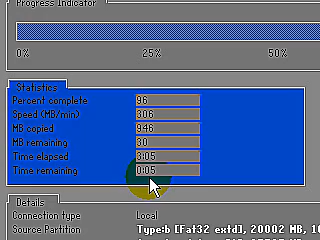 Progress Indicator
0% 25% 50%
Statistics
Percent complete 96
Speed (MB/min) 306
MB copied 946
MB remaining 30
Time elapsed 3:05
Time remaining 0:05
Details
Connection type Local
Source Partition Type:b [Fat32 extd], 20002 MB,